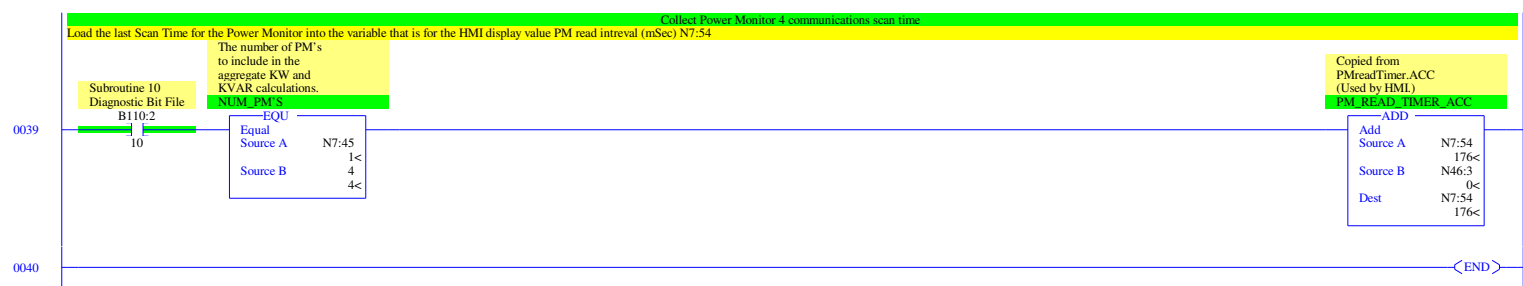 Collect Power Monitor 4 communications scan time
Load the last Scan Time for the Power Monitor into the variable that is for the HMI display value PM read intreval (mSec) N7:54
The number of PM's
to include in the
aggregate KW and
KVAR calculations.
NUM_PM'S
Subroutine 10
Diagnostic Bit File
B110:2
10
Copied from
PMreadTimer.ACC
(Used by HMI.)
PM_READ_TIMER_ACC
0039
EQU
Equal
Source A N7:45
1<
Source B 4
4<
ADD
Add
Source A N7:54
176<
Source B N46:3
0<
Dest N7:54
176<
0040
END